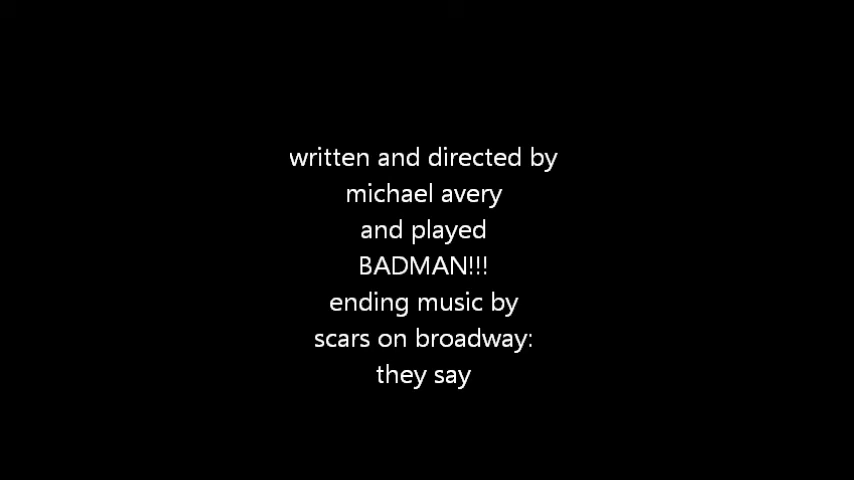 written and directed by
michael avery
and played
BADMAN!!!
ending music by
scars on broadway:
they say